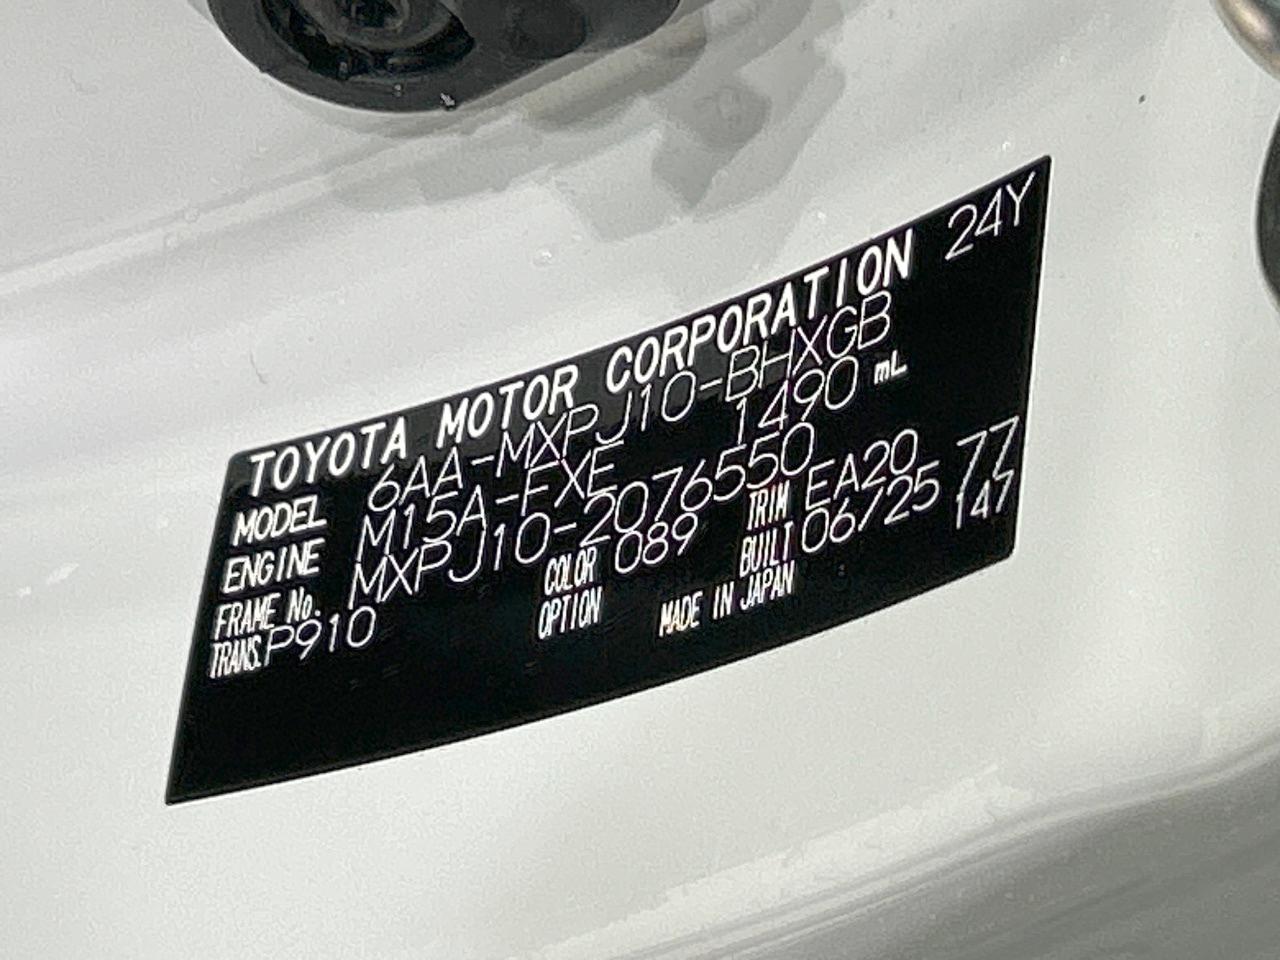 24Y
TOYOTA MOTOR CORPORATION
MODEL 6AA-MXPJ10-BHXGB
ENGINE M15A-FXE 1490 mL
FRAME No. MXPJ10-2076550
COLOR 089 TRIM EA20 77
TRANS. P910 OPTION BUILT 06/25 147
MADE IN JAPAN